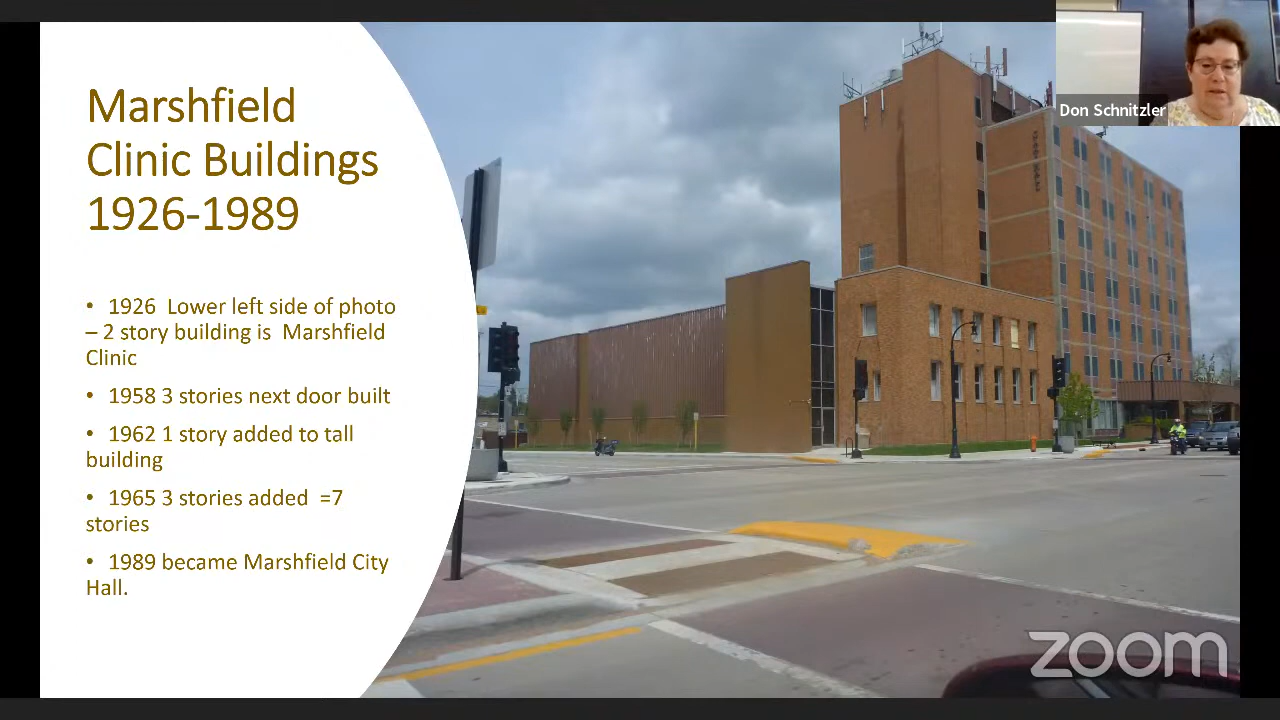 Marshfield
Clinic Buildings
1926-1989
• 1926 Lower left side of photo
– 2 story building is Marshfield
Clinic
• 1958 3 stories next door built
• 1962 1 story added to tall
building
• 1965 3 stories added =7
stories
• 1989 became Marshfield City
Hall.
CITY HALL
Don Schnitzler
zoom